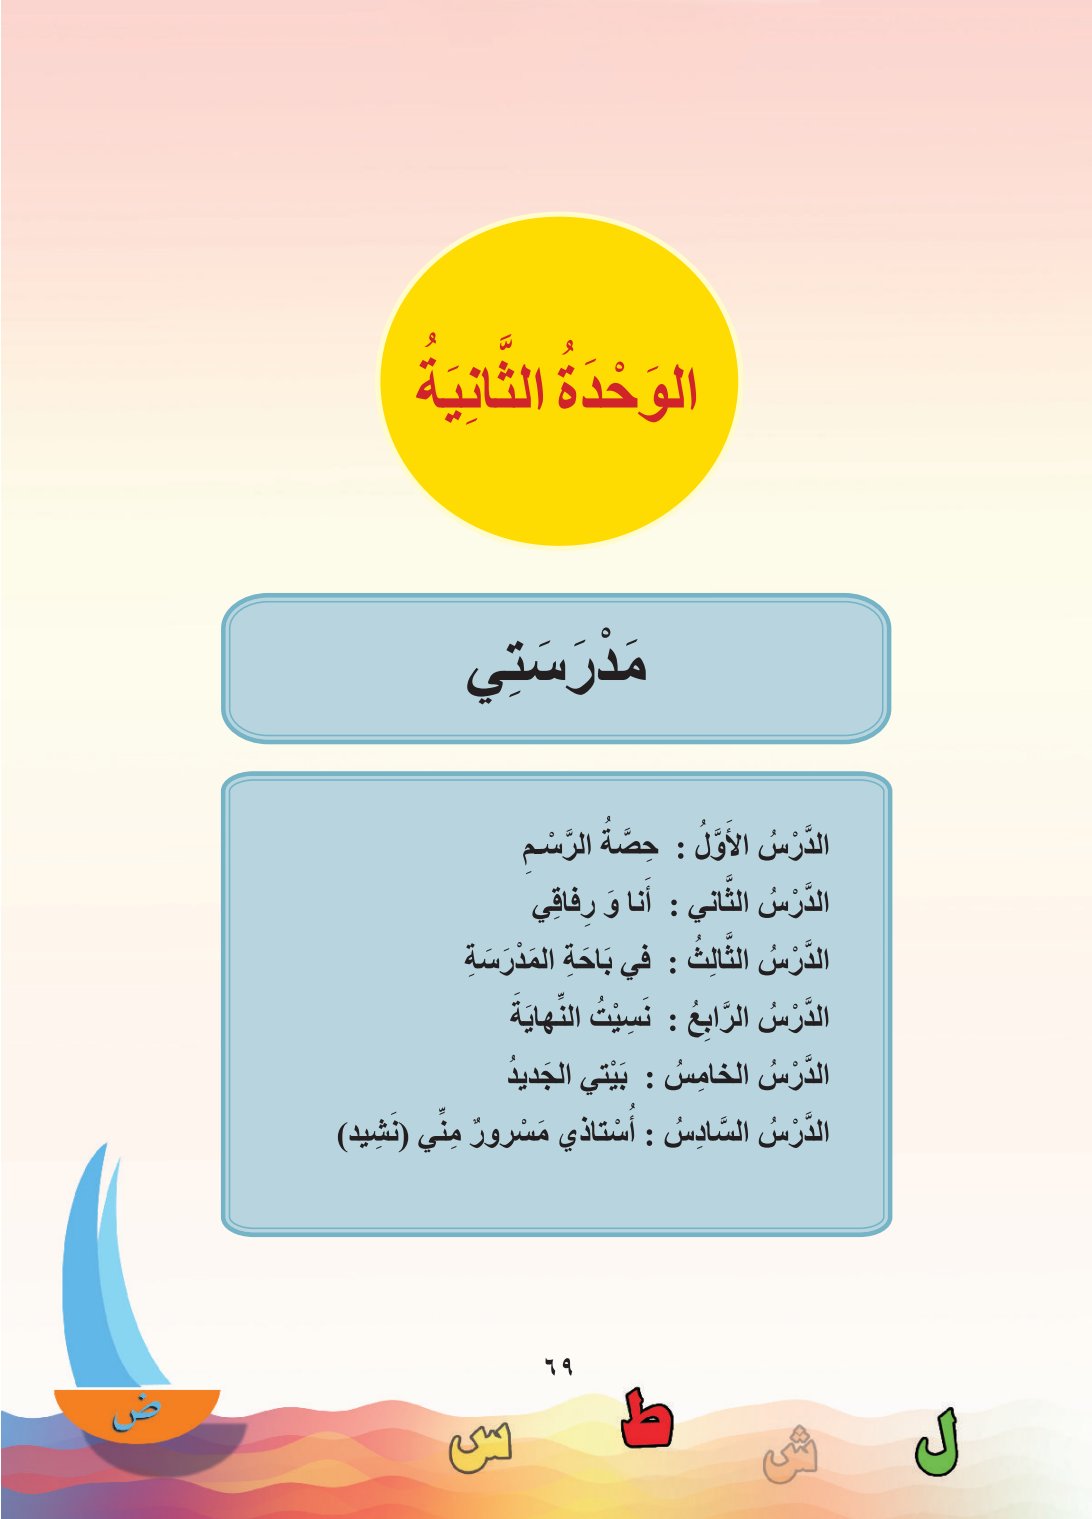 الوَحْدَةُ الثَّانِيَةُ
مَدْرَسَتِي
الدَّرْسُ الأَوَّلُ : حِصَّةُ الرَّسْمِ
الدَّرْسُ الثَّاني : أَنا وَ رِفاقِي
الدَّرْسُ الثَّالِثُ : في بَاحَةِ المَدْرَسَةِ
الدَّرْسُ الرَّابِعُ : نَسِيْتُ النِّهايَةَ
الدَّرْسُ الخامِسُ : بَيْتي الجَديدُ
الدَّرْسُ السَّادِسُ : أُسْتاذي مَسْرورٌ مِنِّي (نَشِيد)
٦٩
ل ش ط س ض